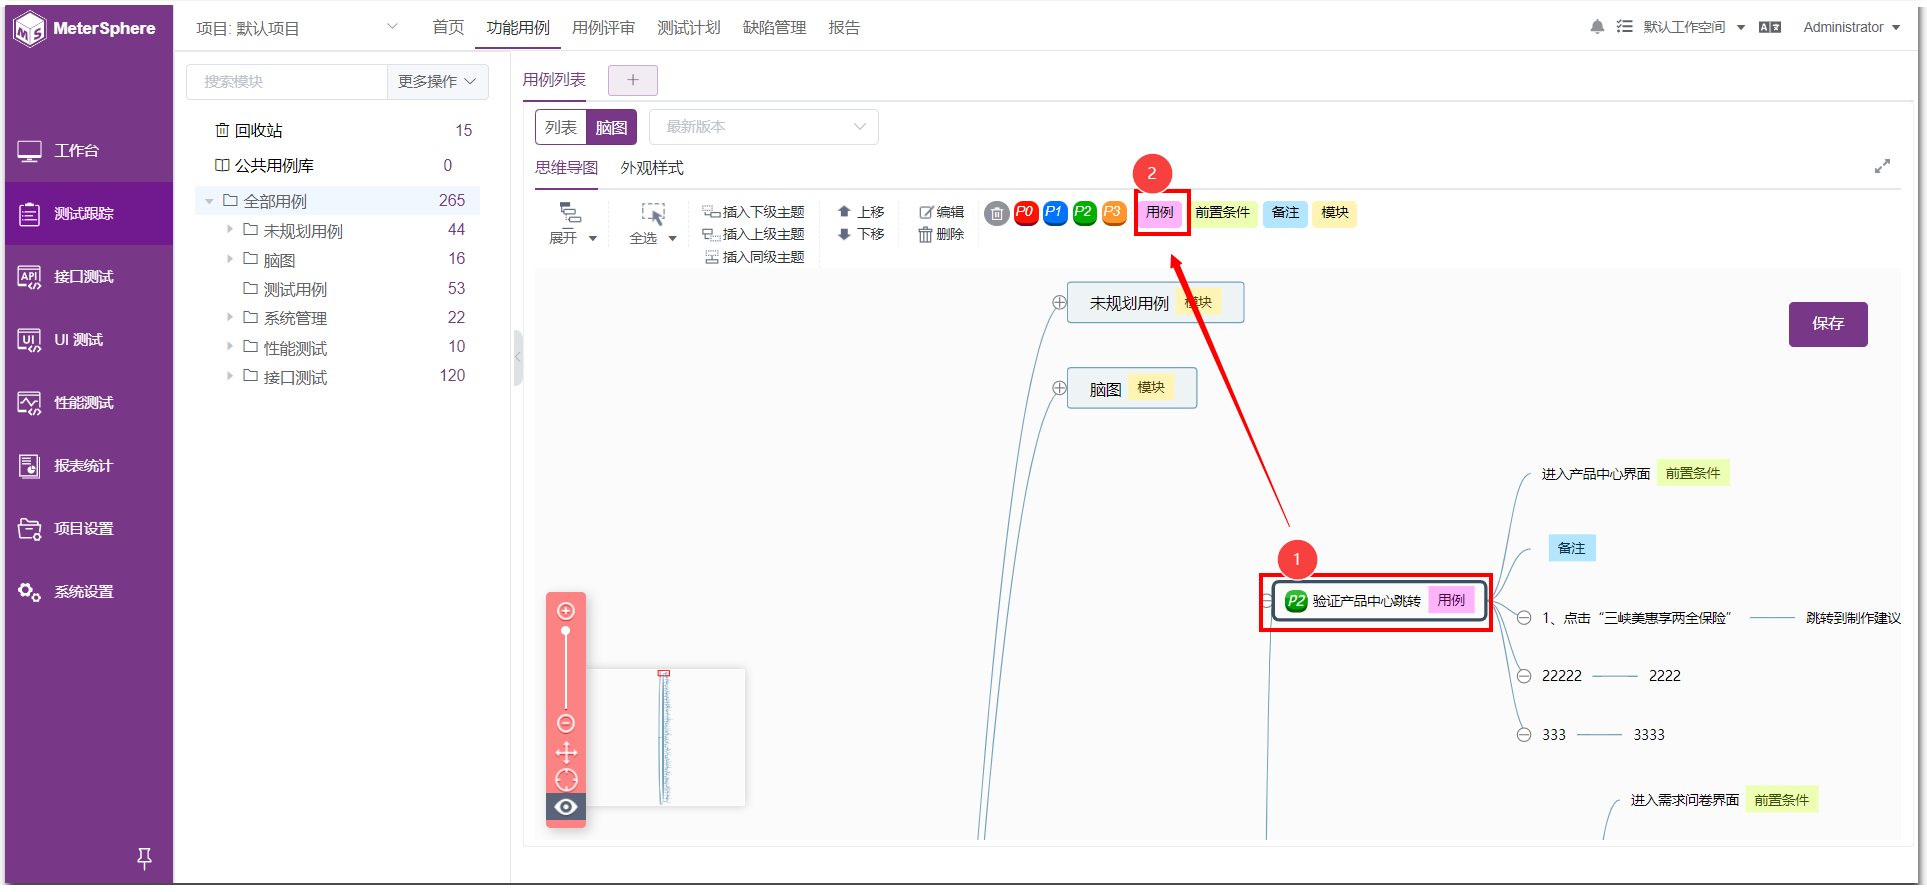 MeterSphere
项目: 默认项目
首页 功能用例 用例评审 测试计划 缺陷管理 报告
默认工作空间
Administrator
工作台
测试跟踪
接口测试
UI 测试
性能测试
报表统计
项目设置
系统设置
搜索模块 更多操作
回收站 15
公共用例库 0
全部用例 265
未规划用例 44
脑图 16
测试用例 53
系统管理 22
性能测试 10
接口测试 120
用例列表 +
列表 脑图 最新版本
思维导图 外观样式
展开 全选
插入下级主题
插入上级主题
插入同级主题
上移
下移
编辑
删除
P0 P1 P2 P3 用例 前置条件 备注 模块
2
未规划用例 模块
保存
脑图 模块
进入产品中心界面 前置条件
备注
1
P2 验证产品中心跳转 用例
1、点击“三峡美惠享两全保险” 跳转到制作建议
22222 2222
333 3333
进入需求问卷界面 前置条件